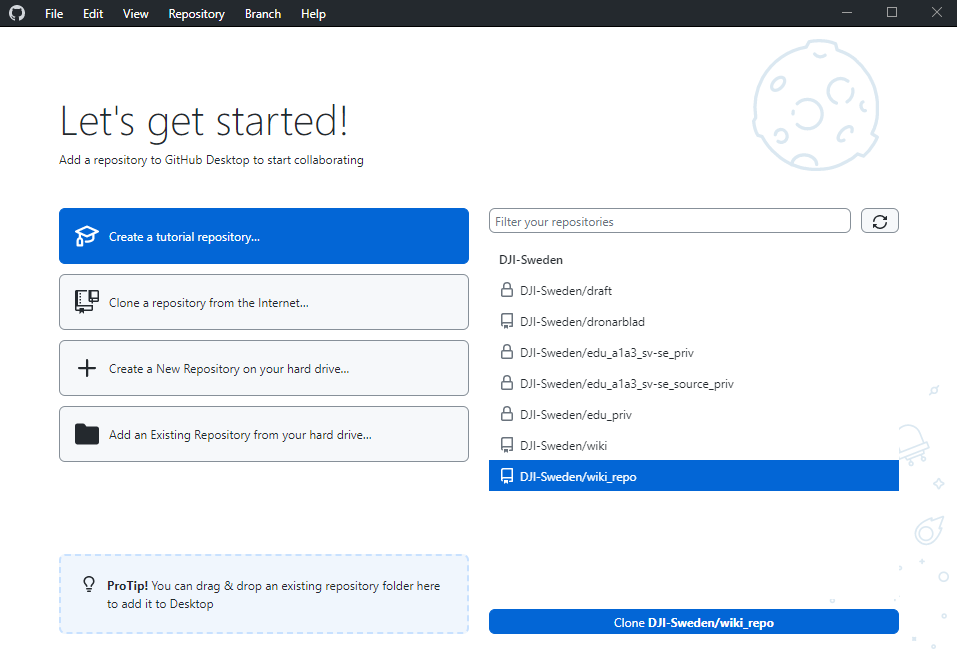 File Edit View Repository Branch Help
Let's get started!
Add a repository to GitHub Desktop to start collaborating
Create a tutorial repository...
Clone a repository from the Internet...
Create a New Repository on your hard drive...
Add an Existing Repository from your hard drive...
ProTip! You can drag & drop an existing repository folder here
to add it to Desktop
Filter your repositories
DJI-Sweden
DJI-Sweden/draft
DJI-Sweden/dronarblad
DJI-Sweden/edu_a1a3_sv-se_priv
DJI-Sweden/edu_a1a3_sv-se_source_priv
DJI-Sweden/edu_priv
DJI-Sweden/wiki
DJI-Sweden/wiki_repo
Clone DJI-Sweden/wiki_repo